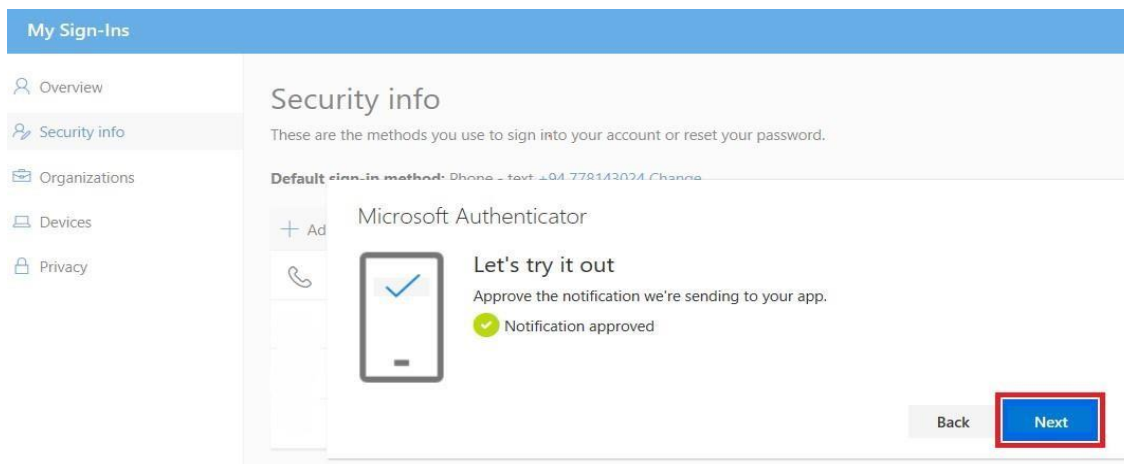 My Sign-Ins
Overview
Security info
Organizations
Devices
Privacy
Security info
These are the methods you use to sign into your account or reset your password.
Default sign-in method: Phone - text +94 778143024 Change
+ Ad
Microsoft Authenticator
Let's try it out
Approve the notification we're sending to your app.
Notification approved
Back
Next